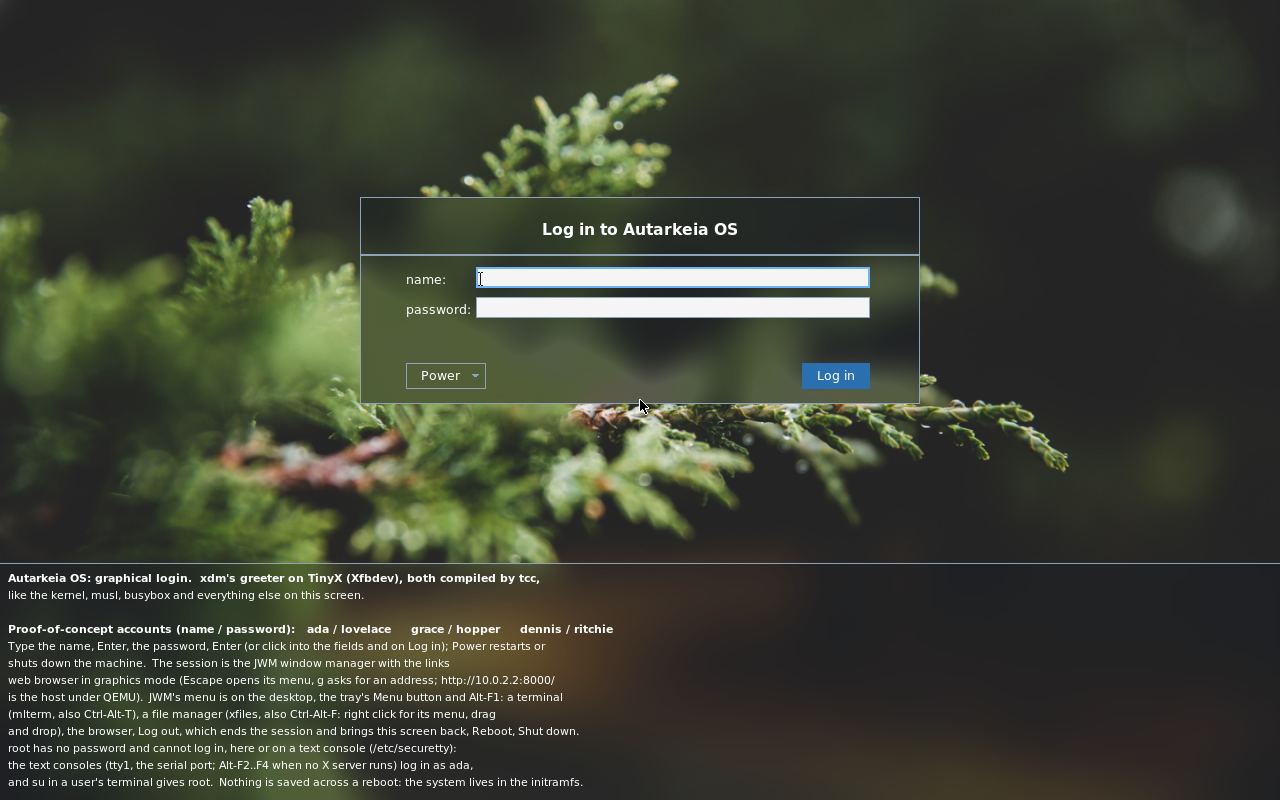 Log in to Autarkeia OS
name:
password:
Power
Log in
Autarkeia OS: graphical login.  xdm's greeter on TinyX (Xfbdev), both compiled by tcc,
like the kernel, musl, busybox and everything else on this screen.
Proof-of-concept accounts (name / password):   ada / lovelace     grace / hopper     dennis / ritchie
Type the name, Enter, the password, Enter (or click into the fields and on Log in); Power restarts or
shuts down the machine.  The session is the JWM window manager with the links
web browser in graphics mode (Escape opens its menu, g asks for an address; http://10.0.2.2:8000/
is the host under QEMU).  JWM's menu is on the desktop, the tray's Menu button and Alt-F1: a terminal
(mlterm, also Ctrl-Alt-T), a file manager (xfiles, also Ctrl-Alt-F: right click for its menu, drag
and drop), the browser, Log out, which ends the session and brings this screen back, Reboot, Shut down.
root has no password and cannot log in, here or on a text console (/etc/securetty):
the text consoles (tty1, the serial port; Alt-F2..F4 when no X server runs) log in as ada,
and su in a user's terminal gives root.  Nothing is saved across a reboot: the system lives in the initramfs.